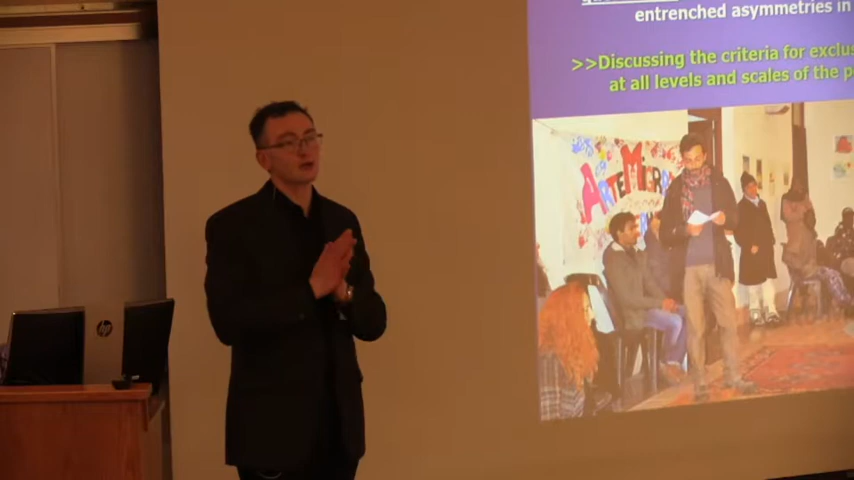 entrenched asymmetries in
>>Discussing the criteria for exclus
at all levels and scales of the p
ARTEMIGRA
hp